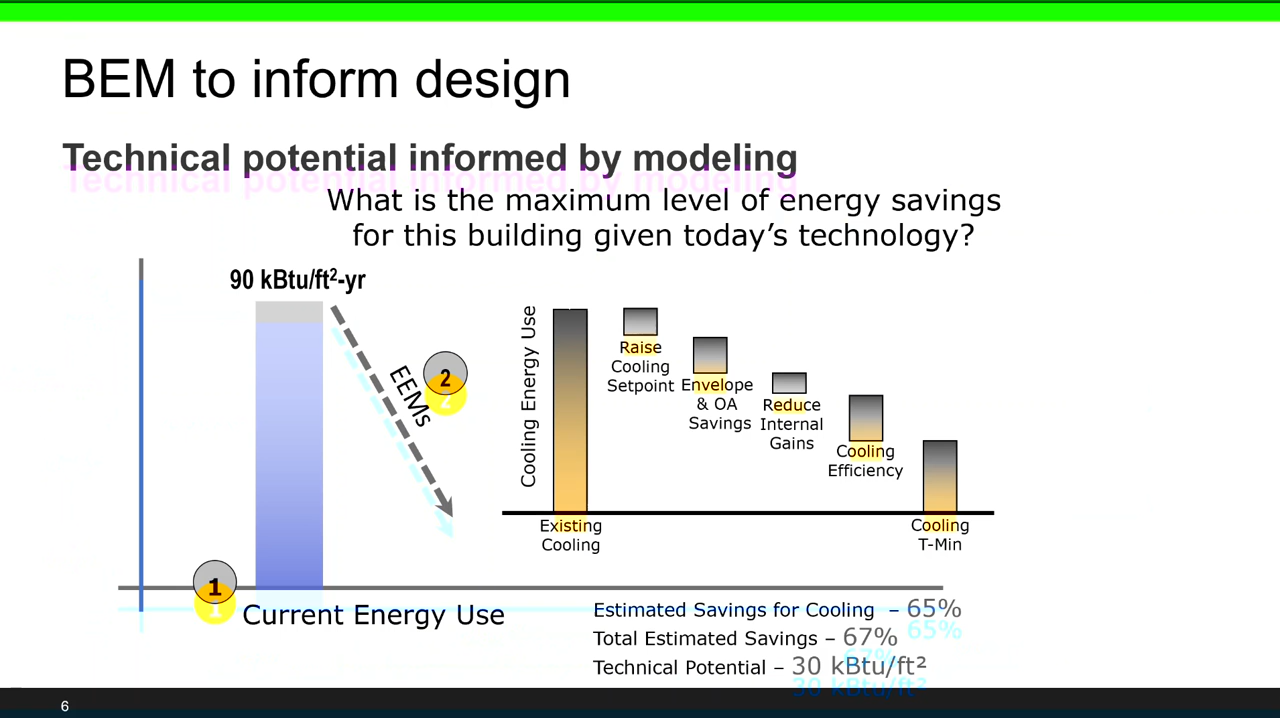 BEM to inform design
Technical potential informed by modeling
What is the maximum level of energy savings
for this building given today's technology?
90 kBtu/ft²-yr
EEMs
2
1
Current Energy Use
Cooling Energy Use
Existing
Cooling
Raise
Cooling
Setpoint
Envelope
& OA
Savings
Reduce
Internal
Gains
Cooling
Efficiency
Cooling
T-Min
Estimated Savings for Cooling – 65%
Total Estimated Savings – 67%
Technical Potential – 30 kBtu/ft²
6